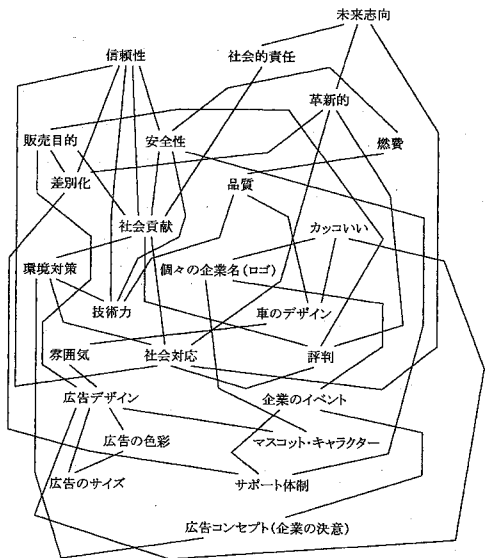 未来志向
信頼性
社会的責任
革新的
販売目的
安全性
燃費
差別化
品質
社会貢献
カッコいい
環境対策
個々の企業名(ロゴ)
技術力
車のデザイン
雰囲気
社会対応
評判
広告デザイン
企業のイベント
広告の色彩
マスコット・キャラクター
広告のサイズ
サポート体制
広告コンセプト(企業の決意)